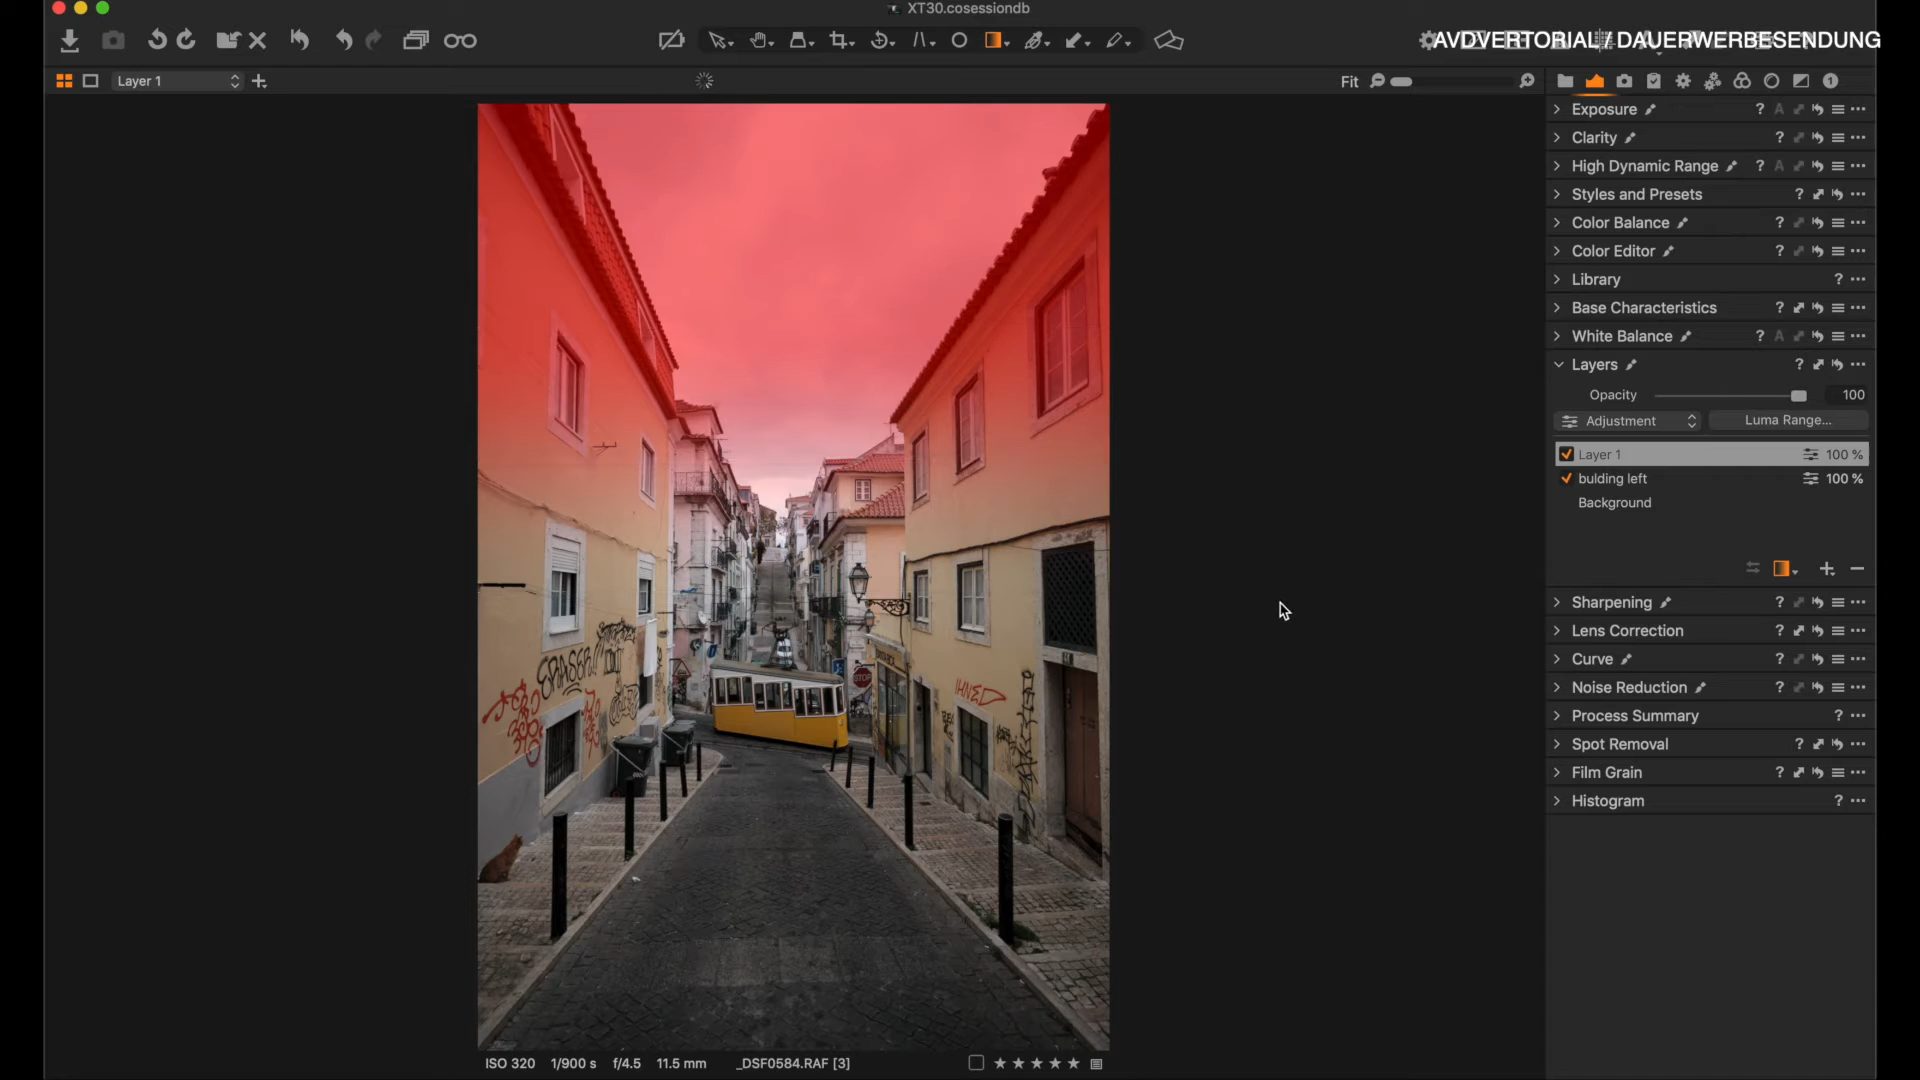 XT30.cosessiondb
AVDVERTORIAL / DAUERWERBESENDUNG
Layer 1
Fit
Exposure
Clarity
High Dynamic Range
Styles and Presets
Color Balance
Color Editor
Library
Base Characteristics
White Balance
Layers
Opacity 100
Adjustment Luma Range...
Layer 1 100 %
bulding left 100 %
Background
Sharpening
Lens Correction
Curve
Noise Reduction
Process Summary
Spot Removal
Film Grain
Histogram
STOP
ISO 320 1/900 s f/4.5 11.5 mm _DSF0584.RAF [3]